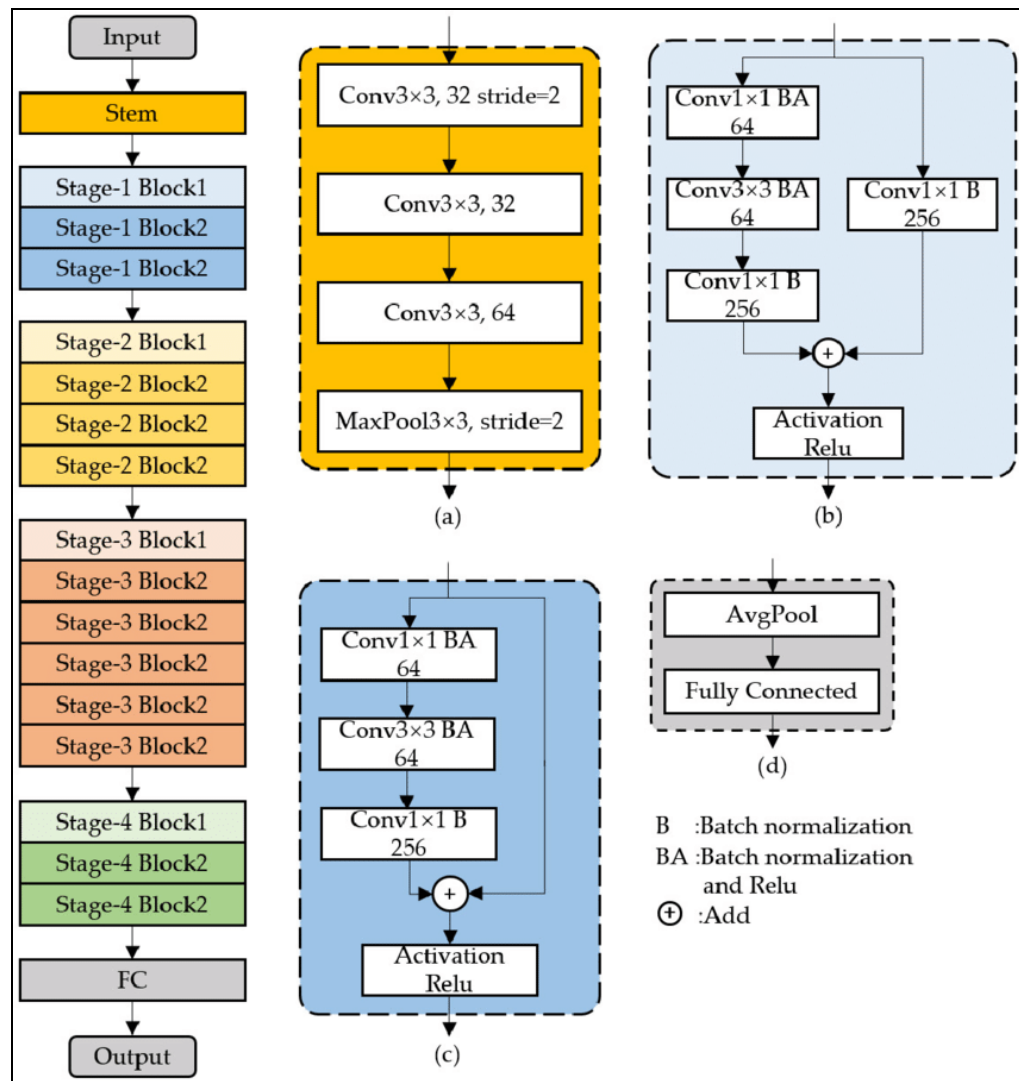 Input
Stem
Stage-1 Block1
Stage-1 Block2
Stage-1 Block2
Stage-2 Block1
Stage-2 Block2
Stage-2 Block2
Stage-2 Block2
Stage-3 Block1
Stage-3 Block2
Stage-3 Block2
Stage-3 Block2
Stage-3 Block2
Stage-3 Block2
Stage-4 Block1
Stage-4 Block2
Stage-4 Block2
FC
Output
Conv3×3, 32 stride=2
Conv3×3, 32
Conv3×3, 64
MaxPool3×3, stride=2
(a)
Conv1×1 BA
64
Conv3×3 BA
64
Conv1×1 B
256
Conv1×1 B
256
+
Activation
Relu
(b)
Conv1×1 BA
64
Conv3×3 BA
64
Conv1×1 B
256
+
Activation
Relu
(c)
AvgPool
Fully Connected
(d)
B :Batch normalization
BA :Batch normalization
and Relu
⊕ :Add